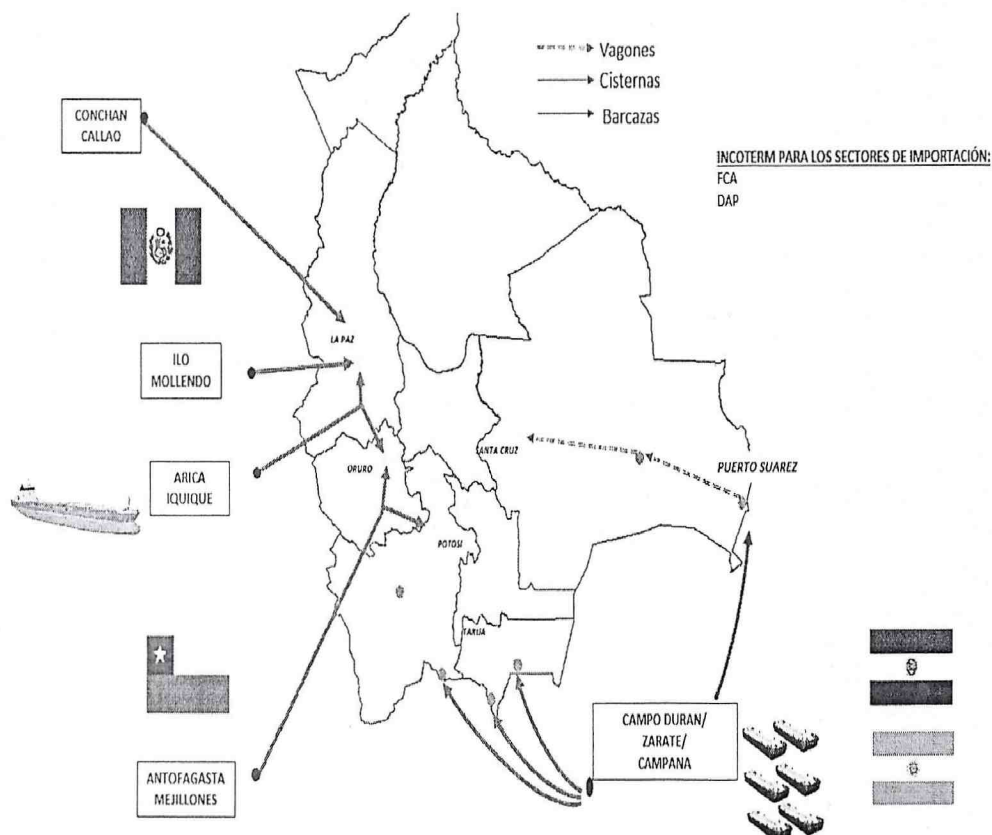 Vagones
Cisternas
Barcazas
CONCHAN
CALLAO
INCOTERM PARA LOS SECTORES DE IMPORTACIÓN:
FCA
DAP
LA PAZ
ILO
MOLLENDO
SANTA CRUZ
PUERTO SUAREZ
ORURO
ARICA
IQUIQUE
POTOSI
TARIJA
CAMPO DURAN/
ZARATE/
CAMPANA
ANTOFAGASTA
MEJILLONES